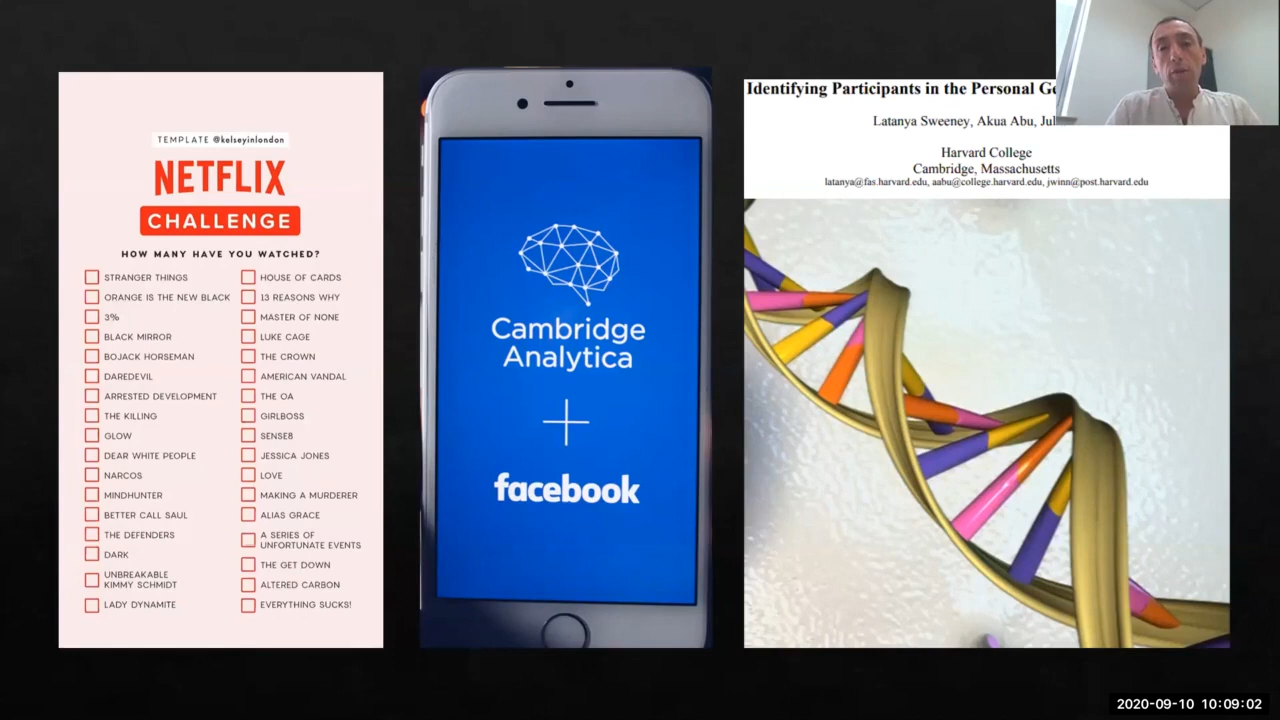 TEMPLATE @kelseyinlondon
NETFLIX
CHALLENGE
HOW MANY HAVE YOU WATCHED?
STRANGER THINGS
ORANGE IS THE NEW BLACK
3%
BLACK MIRROR
BOJACK HORSEMAN
DAREDEVIL
ARRESTED DEVELOPMENT
THE KILLING
GLOW
DEAR WHITE PEOPLE
NARCOS
MINDHUNTER
BETTER CALL SAUL
THE DEFENDERS
DARK
UNBREAKABLE
KIMMY SCHMIDT
LADY DYNAMITE
HOUSE OF CARDS
13 REASONS WHY
MASTER OF NONE
LUKE CAGE
THE CROWN
AMERICAN VANDAL
THE OA
GIRLBOSS
SENSE8
JESSICA JONES
LOVE
MAKING A MURDERER
ALIAS GRACE
A SERIES OF
UNFORTUNATE EVENTS
THE GET DOWN
ALTERED CARBON
EVERYTHING SUCKS!
Cambridge
Analytica
facebook
Identifying Participants in the Personal
Latanya Sweeney, Akua Abu,
Harvard College
Cambridge, Massachusetts
latanya@fas.harvard.edu, aabu@college.harvard.edu, jwinn@post.harvard.edu
2020-09-10 10:09:02